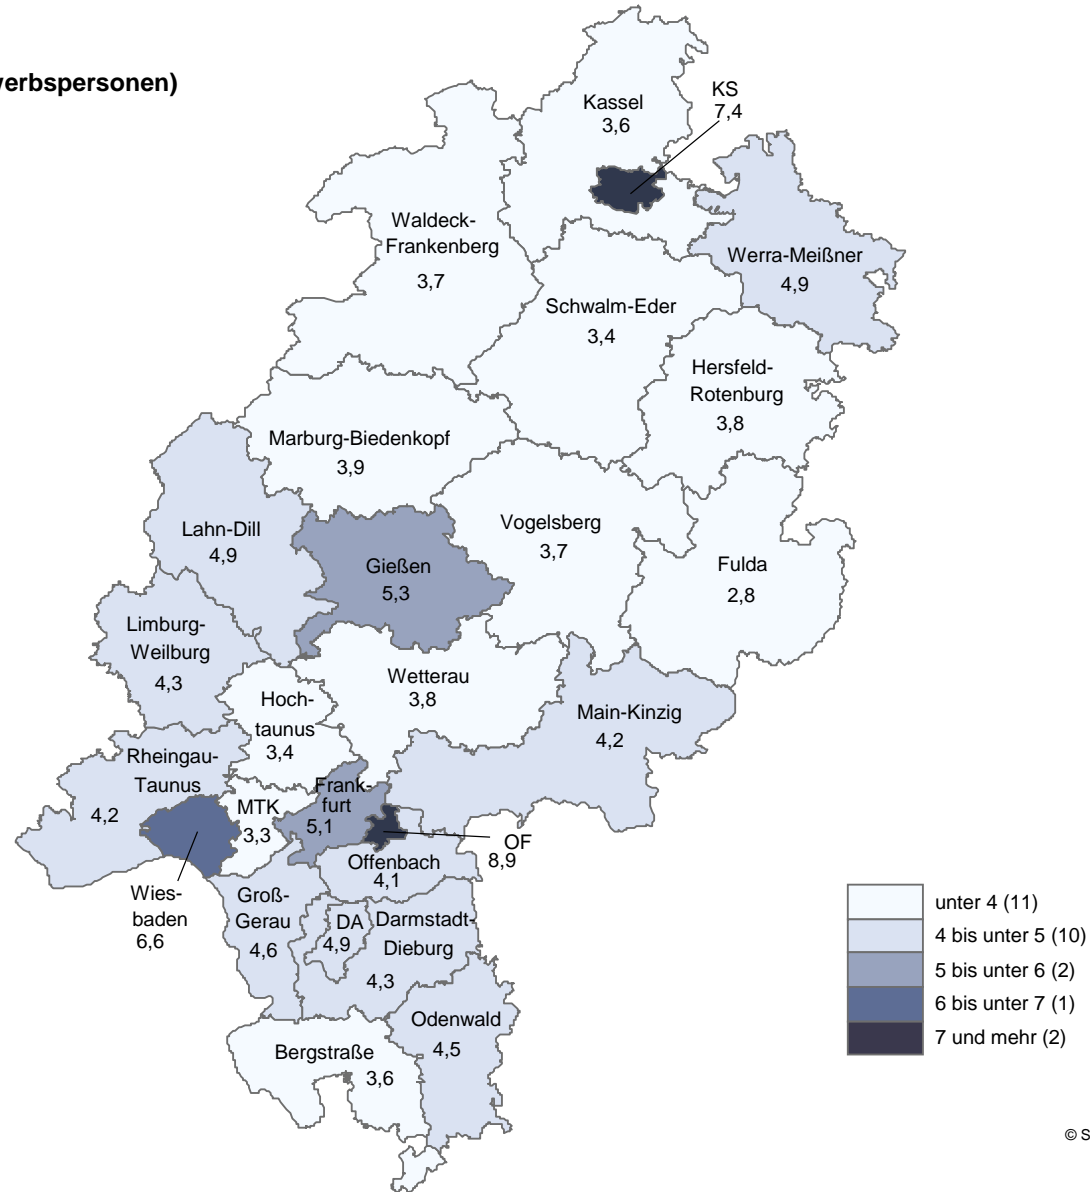 werbspersonen)
Kassel
3,6
KS
7,4
Waldeck-
Frankenberg
3,7
Werra-Meißner
4,9
Schwalm-Eder
3,4
Hersfeld-
Rotenburg
3,8
Marburg-Biedenkopf
3,9
Lahn-Dill
4,9
Gießen
5,3
Vogelsberg
3,7
Fulda
2,8
Limburg-
Weilburg
4,3
Wetterau
3,8
Hoch-
taunus
3,4
Main-Kinzig
4,2
Rheingau-
Taunus
4,2
Frank-
furt
5,1
MTK
3,3
OF
8,9
Offenbach
4,1
Wies-
baden
6,6
Groß-
Gerau
4,6
DA
4,9
Darmstadt-
Dieburg
4,3
Odenwald
4,5
Bergstraße
3,6
unter 4 (11)
4 bis unter 5 (10)
5 bis unter 6 (2)
6 bis unter 7 (1)
7 und mehr (2)
© S